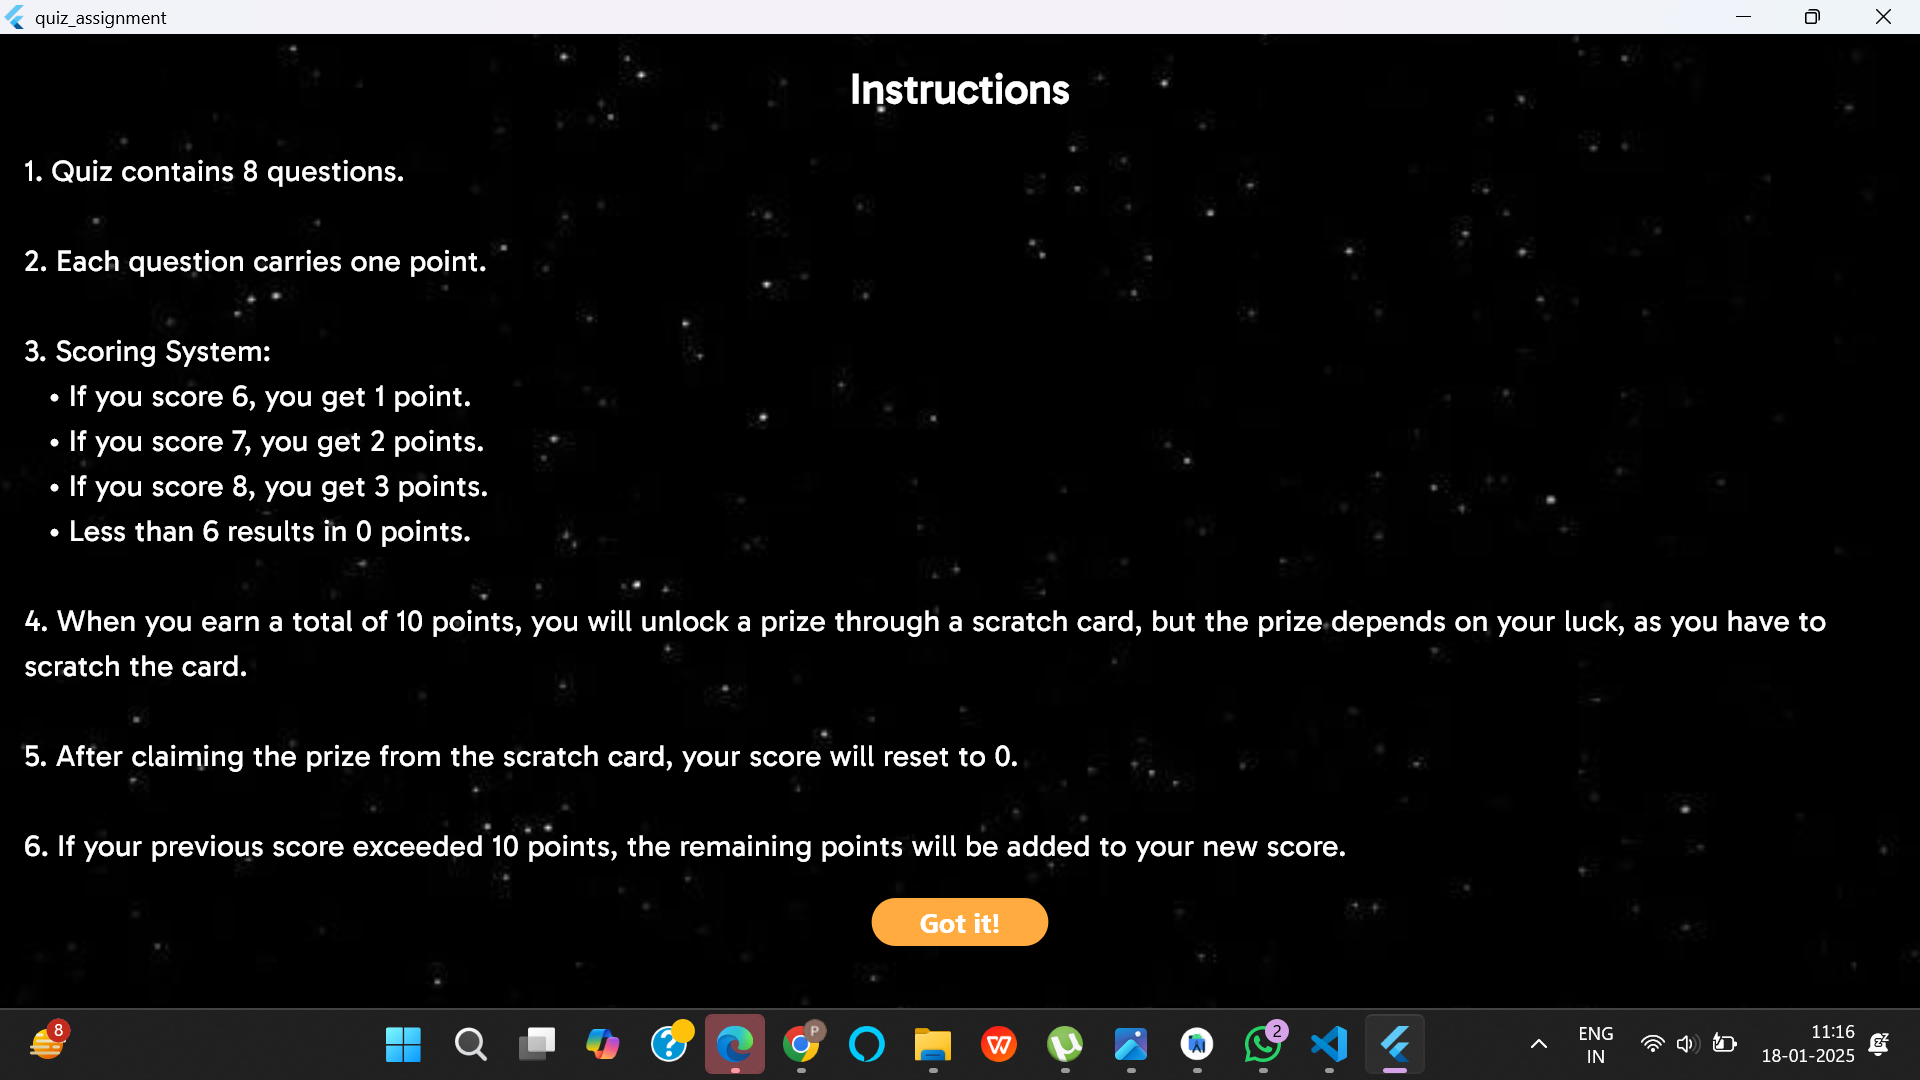 quiz_assignment
Instructions
1. Quiz contains 8 questions.
2. Each question carries one point.
3. Scoring System:
• If you score 6, you get 1 point.
• If you score 7, you get 2 points.
• If you score 8, you get 3 points.
• Less than 6 results in 0 points.
4. When you earn a total of 10 points, you will unlock a prize through a scratch card, but the prize depends on your luck, as you have to
scratch the card.
5. After claiming the prize from the scratch card, your score will reset to 0.
6. If your previous score exceeded 10 points, the remaining points will be added to your new score.
Got it!
8
P
2
ENG
IN
11:16
18-01-2025